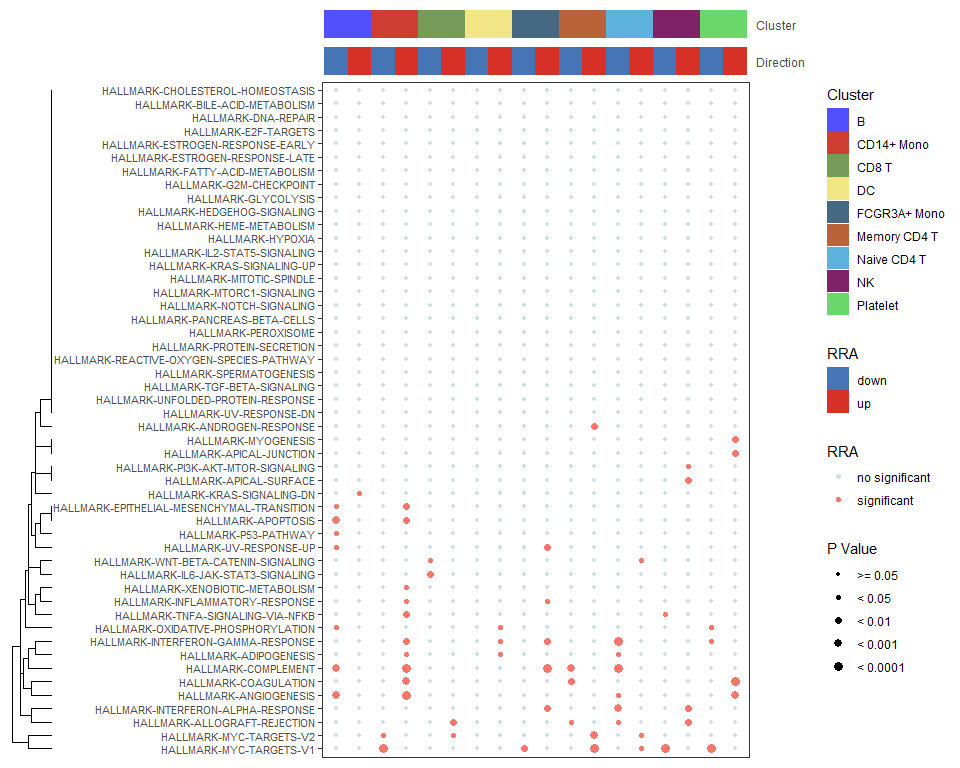 Cluster
Direction
HALLMARK-CHOLESTEROL-HOMEOSTASIS
HALLMARK-BILE-ACID-METABOLISM
HALLMARK-DNA-REPAIR
HALLMARK-E2F-TARGETS
HALLMARK-ESTROGEN-RESPONSE-EARLY
HALLMARK-ESTROGEN-RESPONSE-LATE
HALLMARK-FATTY-ACID-METABOLISM
HALLMARK-G2M-CHECKPOINT
HALLMARK-GLYCOLYSIS
HALLMARK-HEDGEHOG-SIGNALING
HALLMARK-HEME-METABOLISM
HALLMARK-HYPOXIA
HALLMARK-IL2-STAT5-SIGNALING
HALLMARK-KRAS-SIGNALING-UP
HALLMARK-MITOTIC-SPINDLE
HALLMARK-MTORC1-SIGNALING
HALLMARK-NOTCH-SIGNALING
HALLMARK-PANCREAS-BETA-CELLS
HALLMARK-PEROXISOME
HALLMARK-PROTEIN-SECRETION
HALLMARK-REACTIVE-OXYGEN-SPECIES-PATHWAY
HALLMARK-SPERMATOGENESIS
HALLMARK-TGF-BETA-SIGNALING
HALLMARK-UNFOLDED-PROTEIN-RESPONSE
HALLMARK-UV-RESPONSE-DN
HALLMARK-ANDROGEN-RESPONSE
HALLMARK-MYOGENESIS
HALLMARK-APICAL-JUNCTION
HALLMARK-PI3K-AKT-MTOR-SIGNALING
HALLMARK-APICAL-SURFACE
HALLMARK-KRAS-SIGNALING-DN
HALLMARK-EPITHELIAL-MESENCHYMAL-TRANSITION
HALLMARK-APOPTOSIS
HALLMARK-P53-PATHWAY
HALLMARK-UV-RESPONSE-UP
HALLMARK-WNT-BETA-CATENIN-SIGNALING
HALLMARK-IL6-JAK-STAT3-SIGNALING
HALLMARK-XENOBIOTIC-METABOLISM
HALLMARK-INFLAMMATORY-RESPONSE
HALLMARK-TNFA-SIGNALING-VIA-NFKB
HALLMARK-OXIDATIVE-PHOSPHORYLATION
HALLMARK-INTERFERON-GAMMA-RESPONSE
HALLMARK-ADIPOGENESIS
HALLMARK-COMPLEMENT
HALLMARK-COAGULATION
HALLMARK-ANGIOGENESIS
HALLMARK-INTERFERON-ALPHA-RESPONSE
HALLMARK-ALLOGRAFT-REJECTION
HALLMARK-MYC-TARGETS-V2
HALLMARK-MYC-TARGETS-V1
Cluster
B
CD14+ Mono
CD8 T
DC
FCGR3A+ Mono
Memory CD4 T
Naive CD4 T
NK
Platelet
RRA
down
up
RRA
no significant
significant
P Value
>= 0.05
< 0.05
< 0.01
< 0.001
< 0.0001